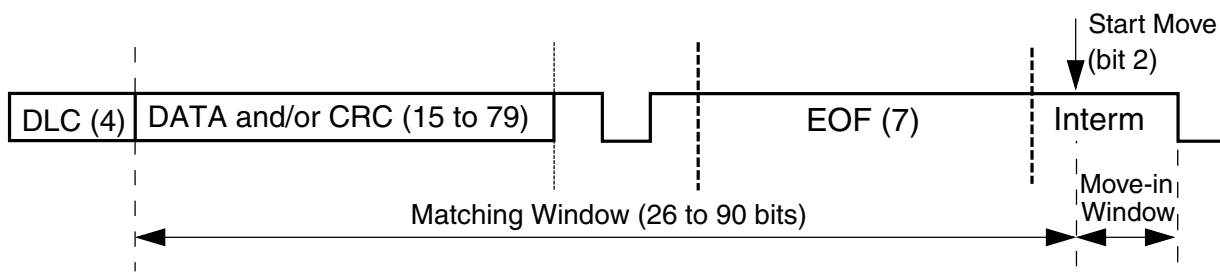 Start Move
(bit 2)
DLC (4)
DATA and/or CRC (15 to 79)
EOF (7)
Interm
Matching Window (26 to 90 bits)
Move-in
Window